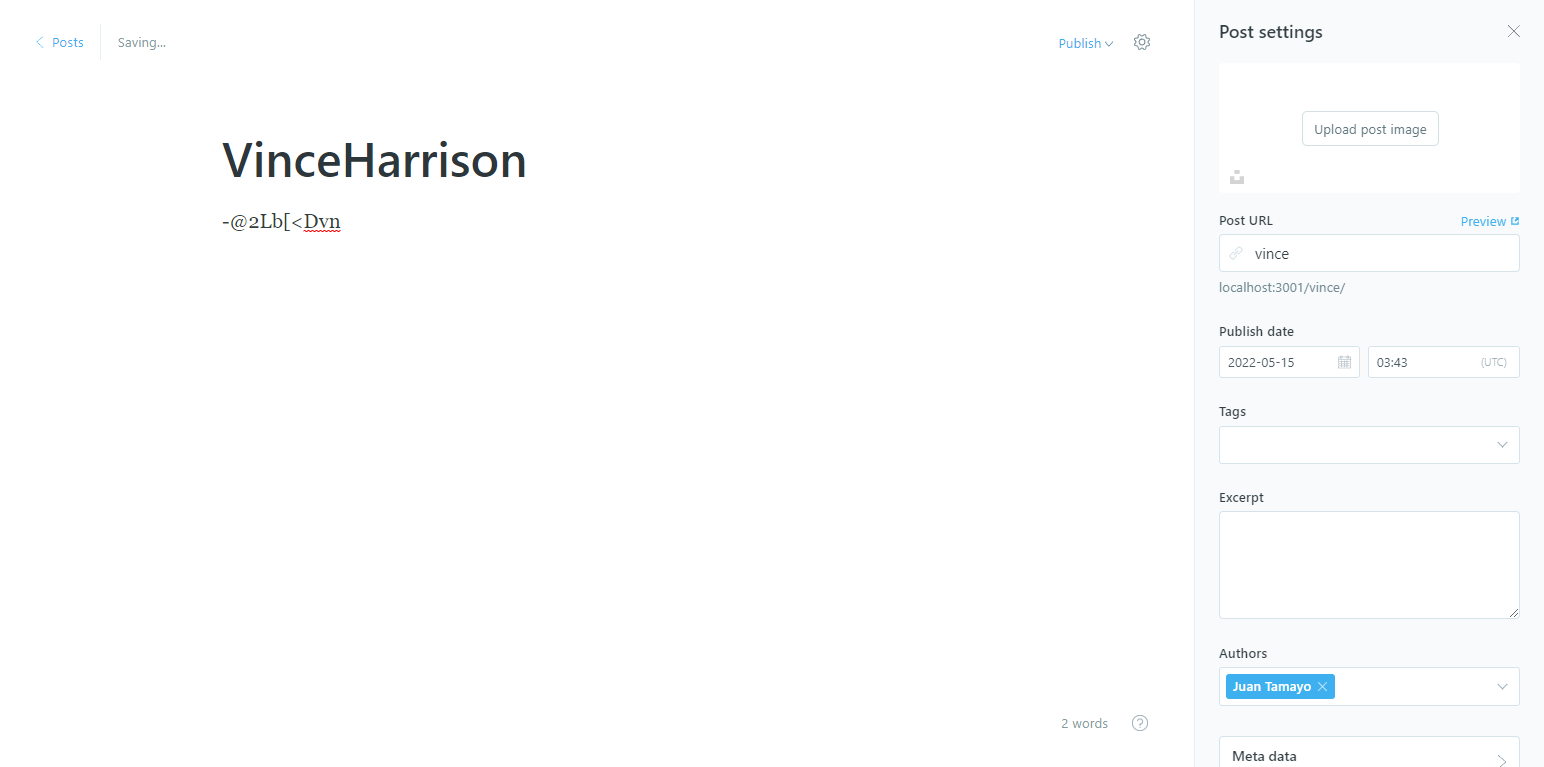 Posts
Saving...
Publish
VinceHarrison
-@2Lb[<Dvn
2 words
Post settings
Upload post image
Post URL
Preview
vince
localhost:3001/vince/
Publish date
2022-05-15
03:43
(UTC)
Tags
Excerpt
Authors
Juan Tamayo
Meta data